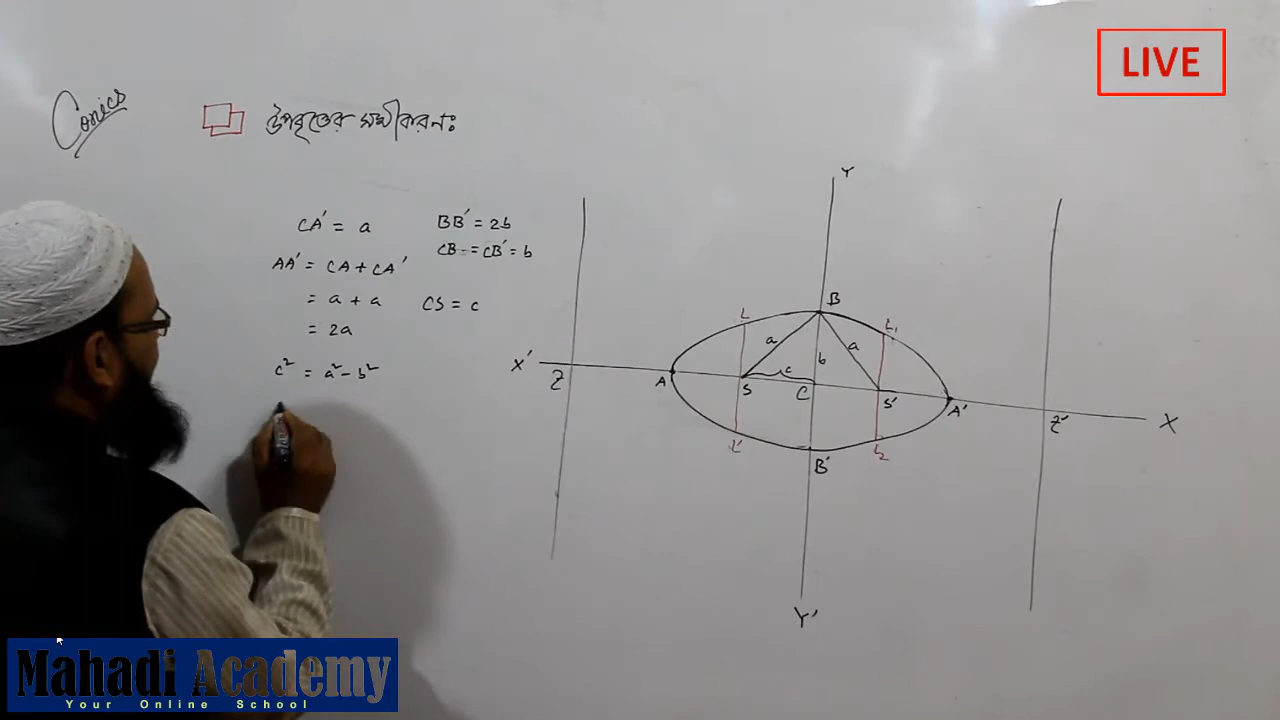 LIVE
Conics
উপবৃত্তের সমীকরণঃ
CA' = a
BB' = 2b
CB = CB' = b
AA' = CA + CA'
= a + a
CS = c
= 2a
c² = a² - b²
Y
B
L
L₁
a
a
b
c
X'
Z
A
S
C
S'
A'
Z'
X
L'
B'
L₂
Y'
Mahadi Academy
Your Online School